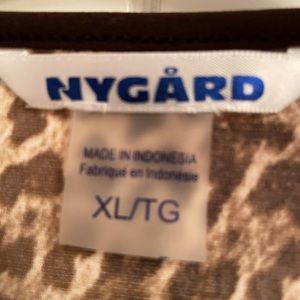 NYGÅRD
MADE IN INDONESIA
Fabriqué en Indonésie
XL/TG